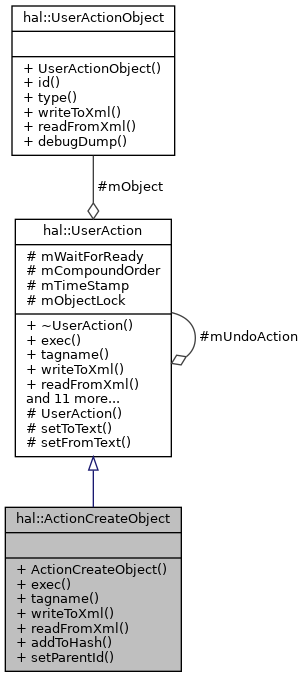 hal::UserActionObject
+ UserActionObject()
+ id()
+ type()
+ writeToXml()
+ readFromXml()
+ debugDump()
#mObject
hal::UserAction
# mWaitForReady
# mCompoundOrder
# mTimeStamp
# mObjectLock
+ ~UserAction()
+ exec()
+ tagname()
+ writeToXml()
+ readFromXml()
and 11 more...
# UserAction()
# setToText()
# setFromText()
#mUndoAction
hal::ActionCreateObject
+ ActionCreateObject()
+ exec()
+ tagname()
+ writeToXml()
+ readFromXml()
+ addToHash()
+ setParentId()